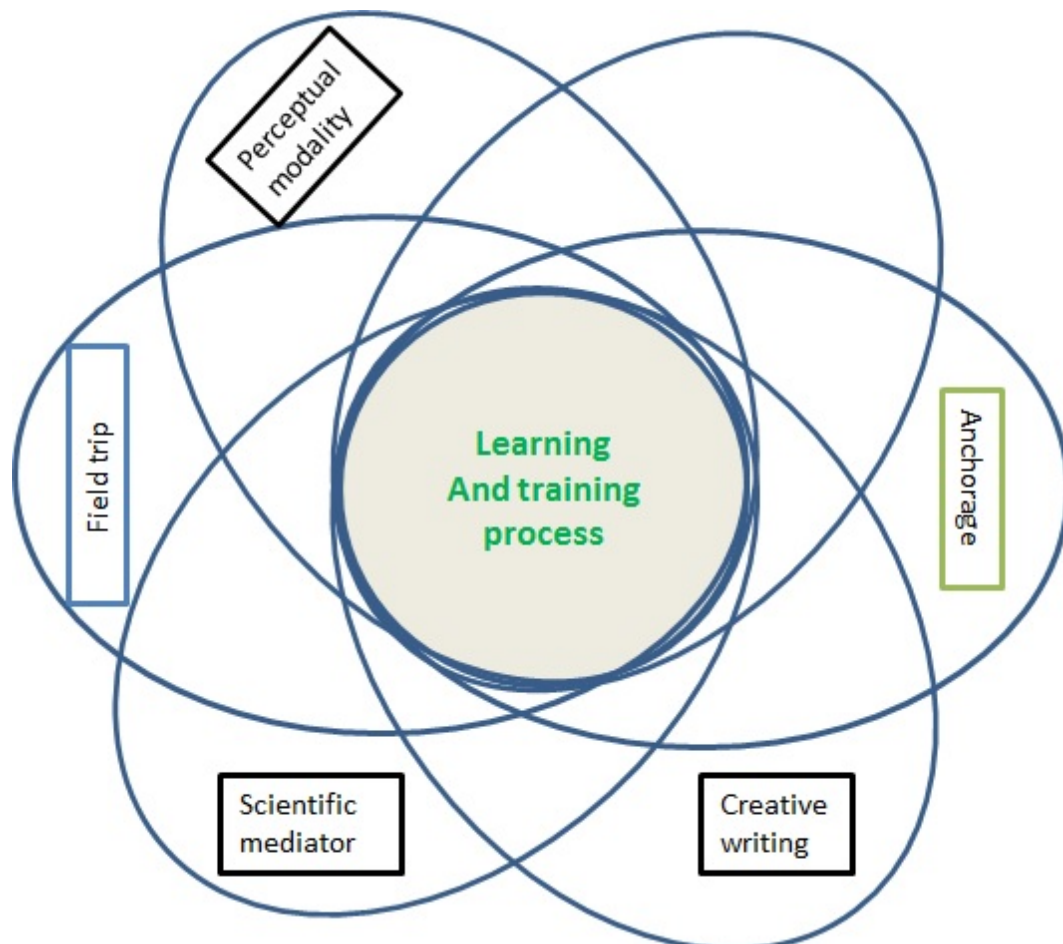 Perceptual
modality
Field trip
Learning
And training
process
Anchorage
Scientific
mediator
Creative
writing